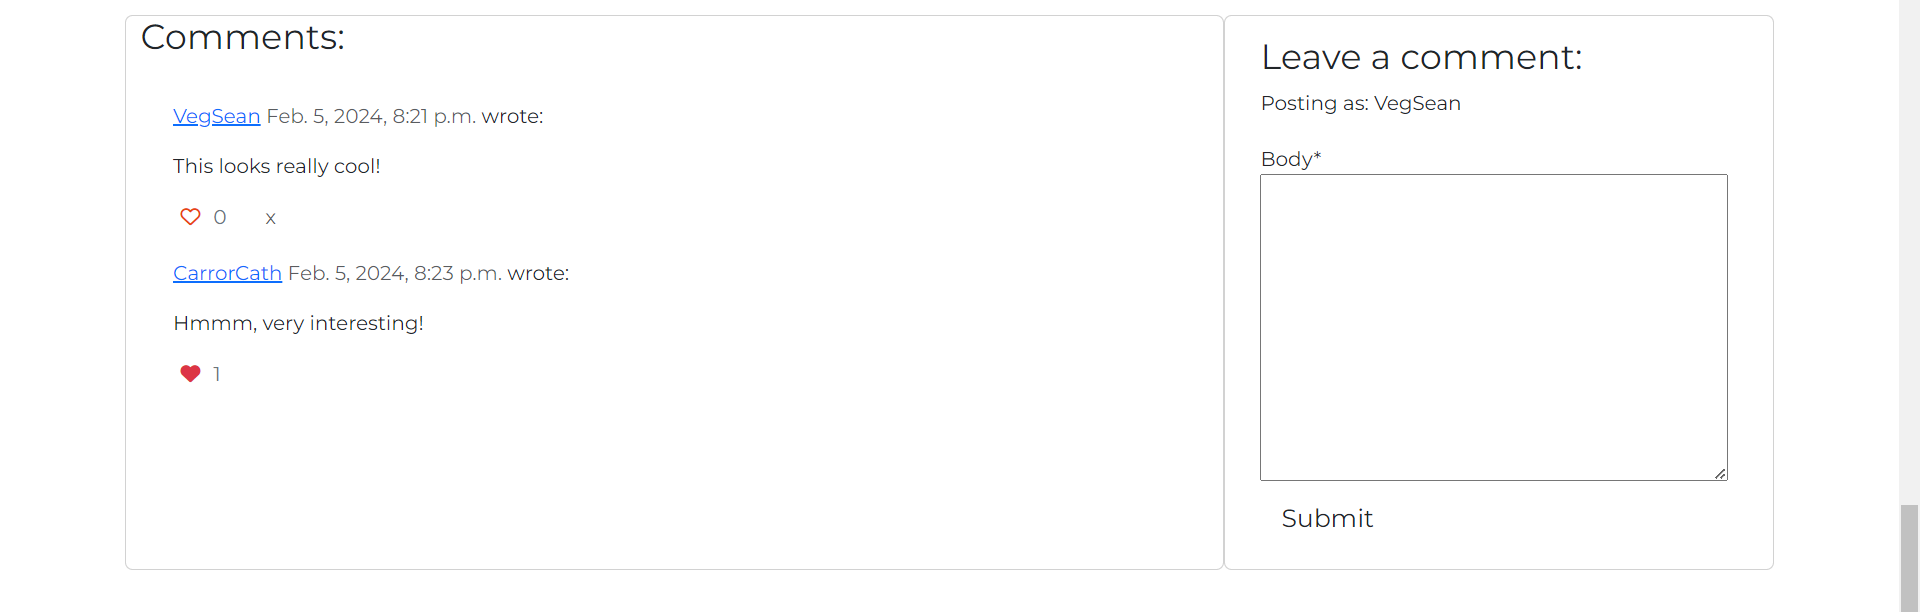 Comments:
VegSean Feb. 5, 2024, 8:21 p.m. wrote:
This looks really cool!
0 x
CarrorCath Feb. 5, 2024, 8:23 p.m. wrote:
Hmmm, very interesting!
1
Leave a comment:
Posting as: VegSean
Body*
Submit